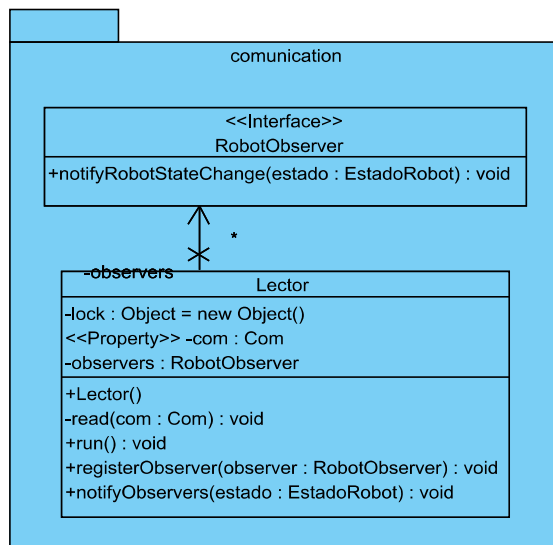 comunication
<<Interface>>
RobotObserver
+notifyRobotStateChange(estado : EstadoRobot) : void
*
-observers
Lector
-lock : Object = new Object()
<<Property>> -com : Com
-observers : RobotObserver
+Lector()
-read(com : Com) : void
+run() : void
+registerObserver(observer : RobotObserver) : void
+notifyObservers(estado : EstadoRobot) : void